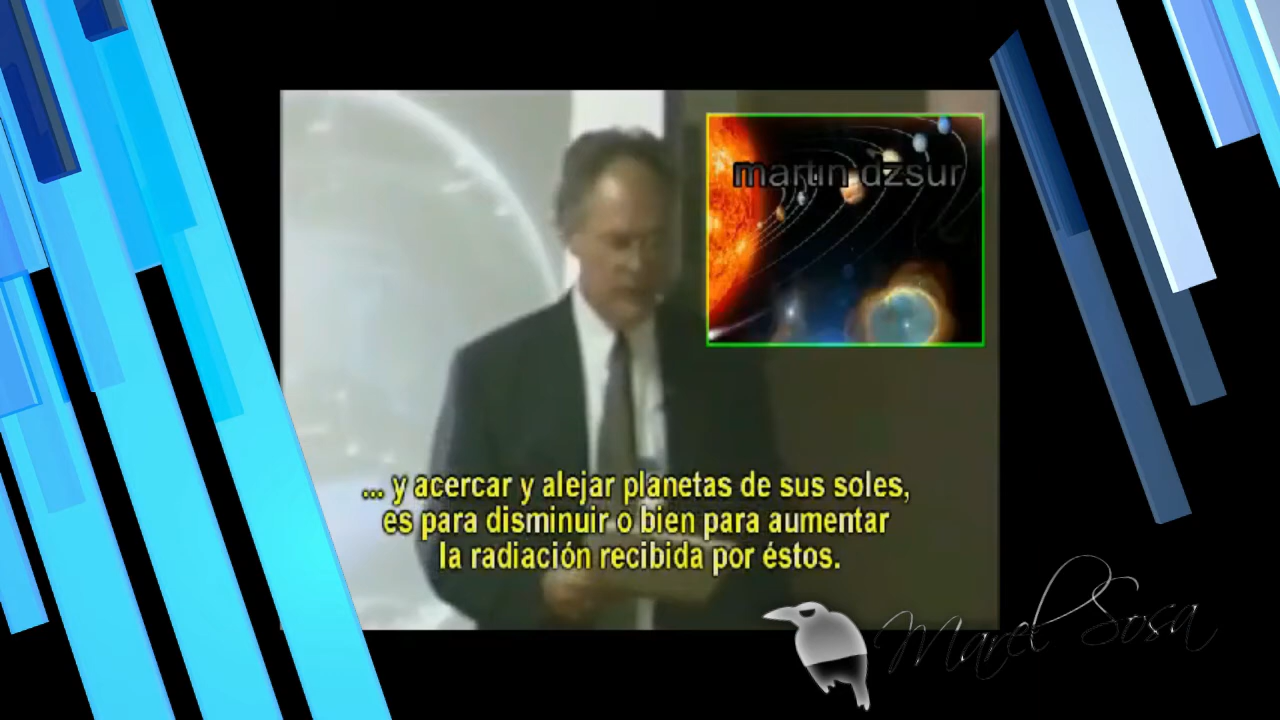 martin dzsur
... y acercar y alejar planetas de sus soles,
es para disminuir o bien para aumentar
la radiación recibida por éstos.
Marel Sosa